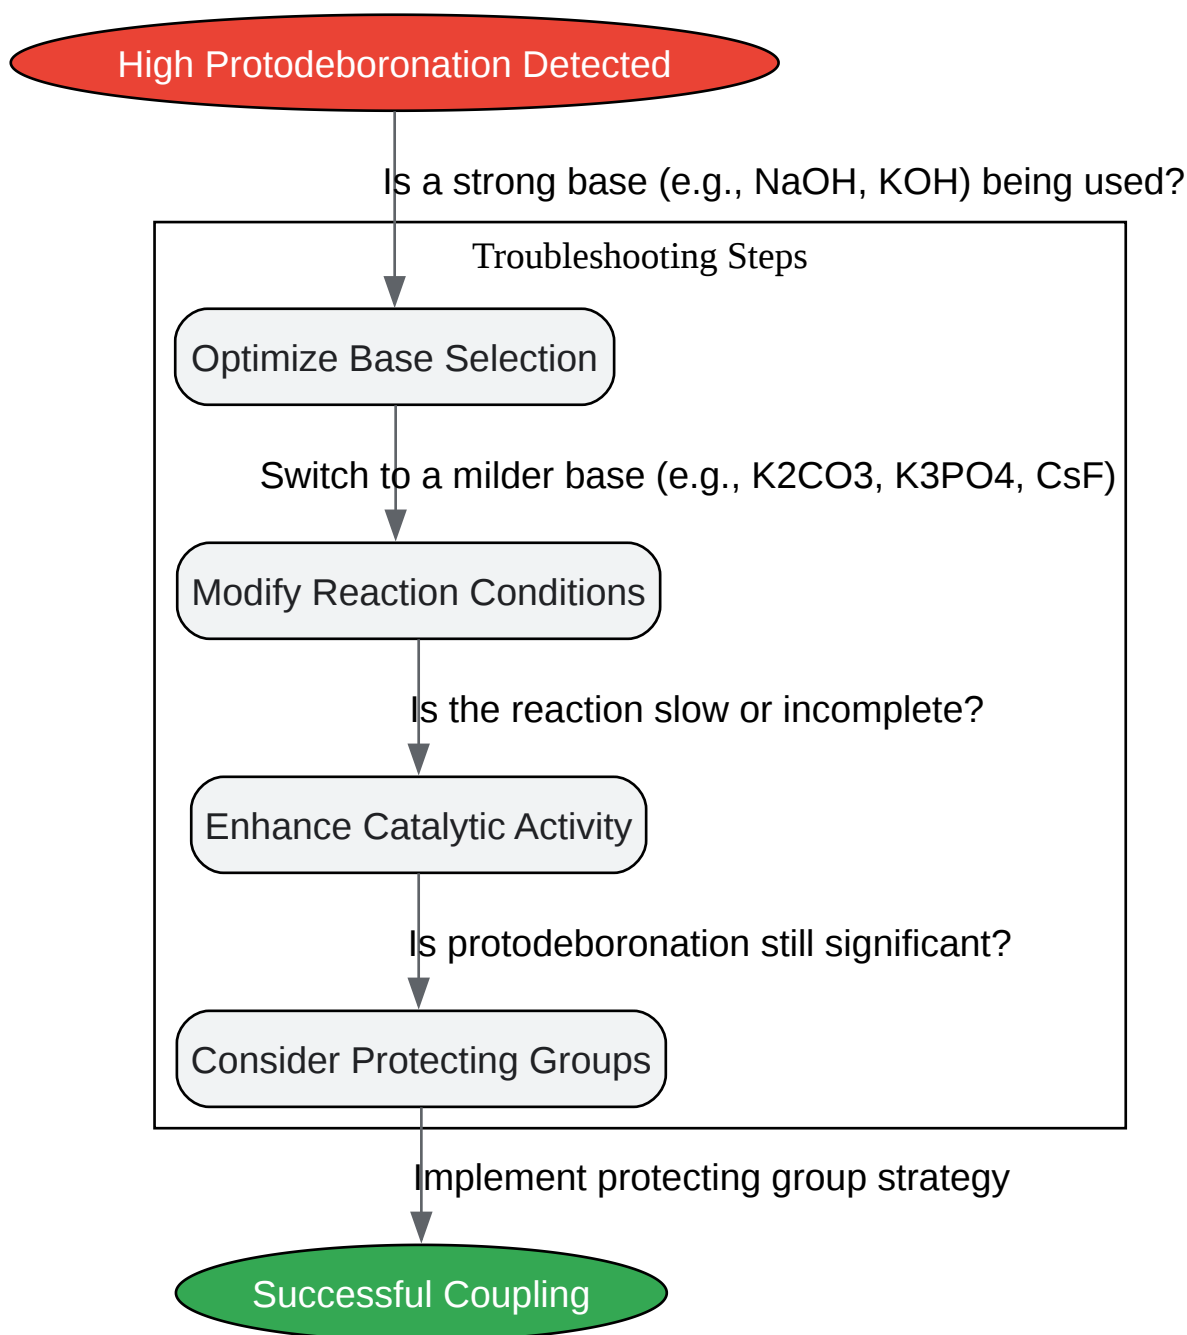 High Protodeboronation Detected
Is a strong base (e.g., NaOH, KOH) being used?
Troubleshooting Steps
Optimize Base Selection
Switch to a milder base (e.g., K2CO3, K3PO4, CsF)
Modify Reaction Conditions
Is the reaction slow or incomplete?
Enhance Catalytic Activity
Is protodeboronation still significant?
Consider Protecting Groups
Implement protecting group strategy
Successful Coupling